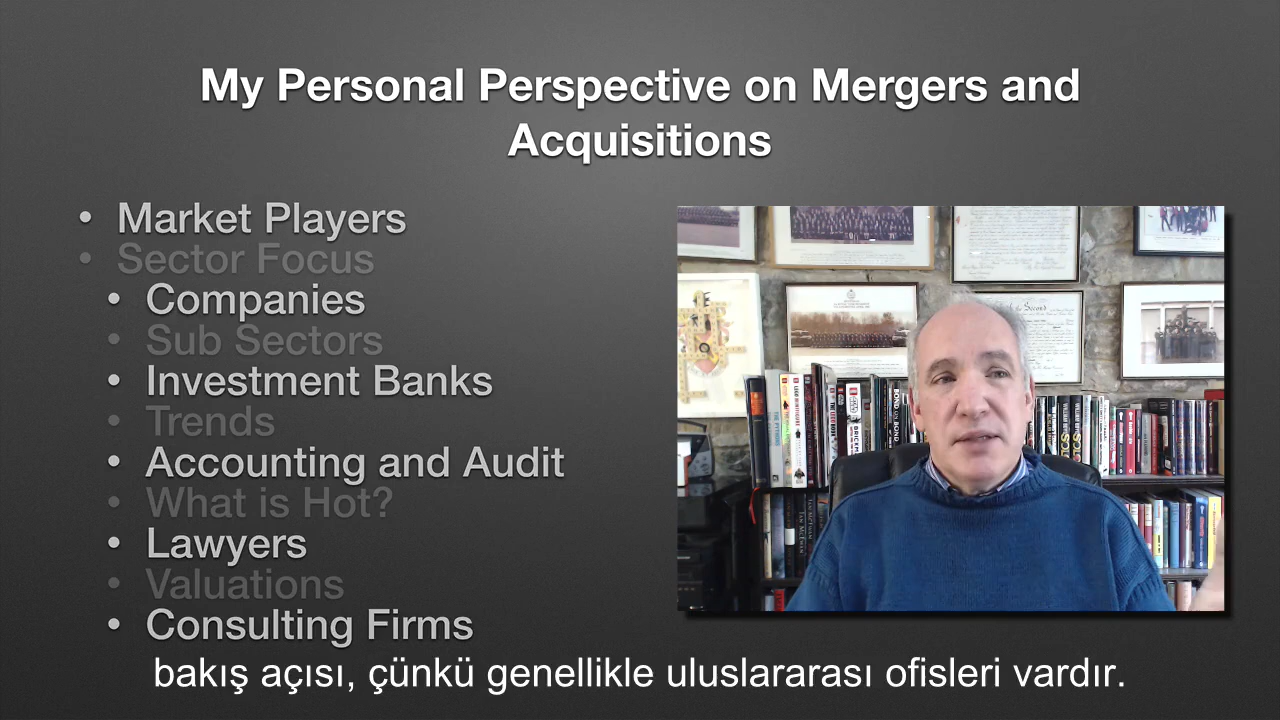 My Personal Perspective on Mergers and
Acquisitions
• Market Players
• Sector Focus
• Companies
• Sub Sectors
• Investment Banks
• Trends
• Accounting and Audit
• What is Hot?
• Lawyers
• Valuations
• Consulting Firms
bakış açısı, çünkü genellikle uluslararası ofisleri vardır.